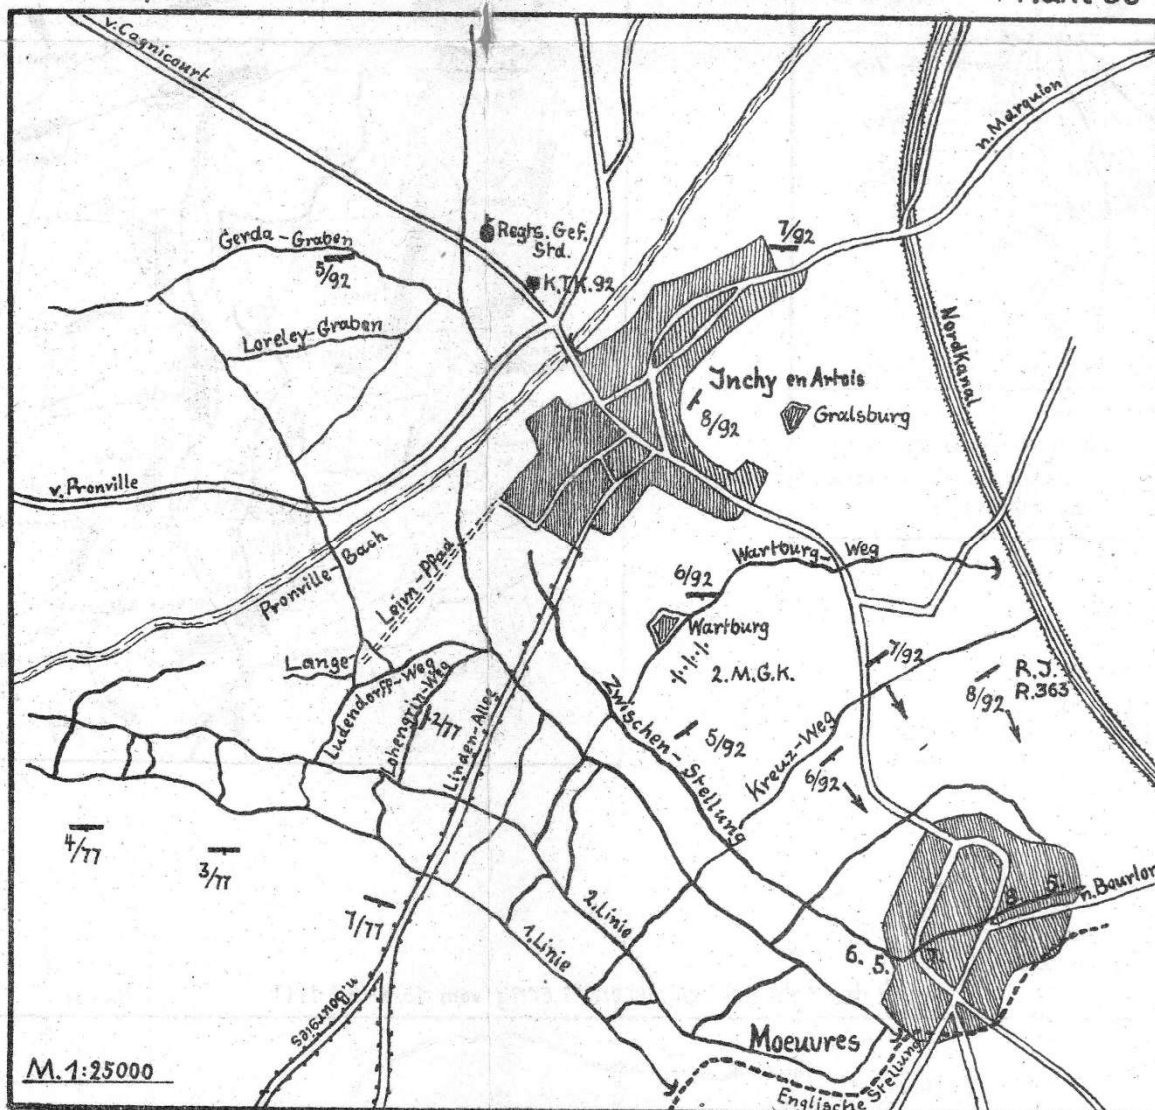 v. Cagnicourt
n. Marquion
Regts. Gef.
Std.
7/92
Gerda-Graben
5/92
K.T.K. 92
Loreley-Graben
Nordkanal
Jnchy en Artois
8/92
Gralsburg
v. Pronville
Pronville-Bach
Leim-Pfad
Wartburg-Weg
6/92
Wartburg
2. M.G.K.
Lange-
Ludendorff-Weg
Lohengrin-Weg
2/77
Linden-Allee
Zwischen-Stellung
5/92
Kreuz-Weg
7/92
8/92
R.J.
R.363
6/92
4/77
3/77
1/77
2. Linie
1. Linie
8. 5.
n. Bourlon
6. 5.
7.
n. Boursies
Moeuvres
Englische Stellung
M. 1:25000